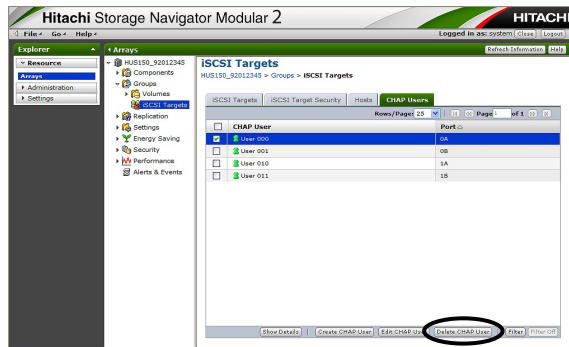 Hitachi Storage Navigator Modular 2
HITACHI
File Go Help
Logged in as: system Close Logout
Explorer
Arrays
Refresh Information Help
Resource
Arrays
Administration
Settings
HUS150_92012345
Components
Groups
Volumes
iSCSI Targets
Replication
Settings
Energy Saving
Security
Performance
Alerts & Events
iSCSI Targets
HUS150_92012345 > Groups > iSCSI Targets
iSCSI Targets iSCSI Target Security Hosts CHAP Users
Rows/Page: 25 Page 1 of 1
CHAP User Port
User 000 0A
User 001 0B
User 010 1A
User 011 1B
Show Details Create CHAP User Edit CHAP Us Delete CHAP User Filter Filter Off